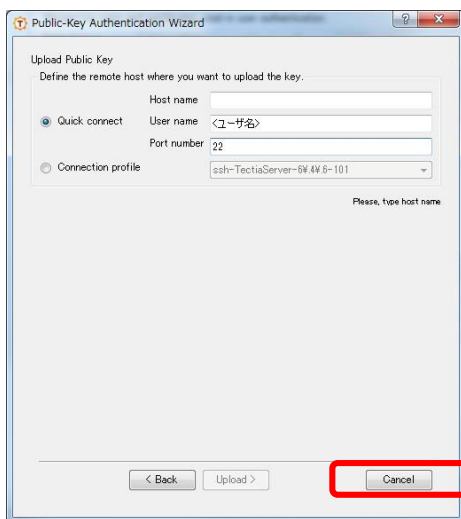 Public-Key Authentication Wizard
Upload Public Key
Define the remote host where you want to upload the key.
Host name
Quick connect
User name <ユーザ名>
Port number 22
Connection profile ssh-TectiaServer-6¥.4¥.6-101
Please, type host name
< Back Upload > Cancel